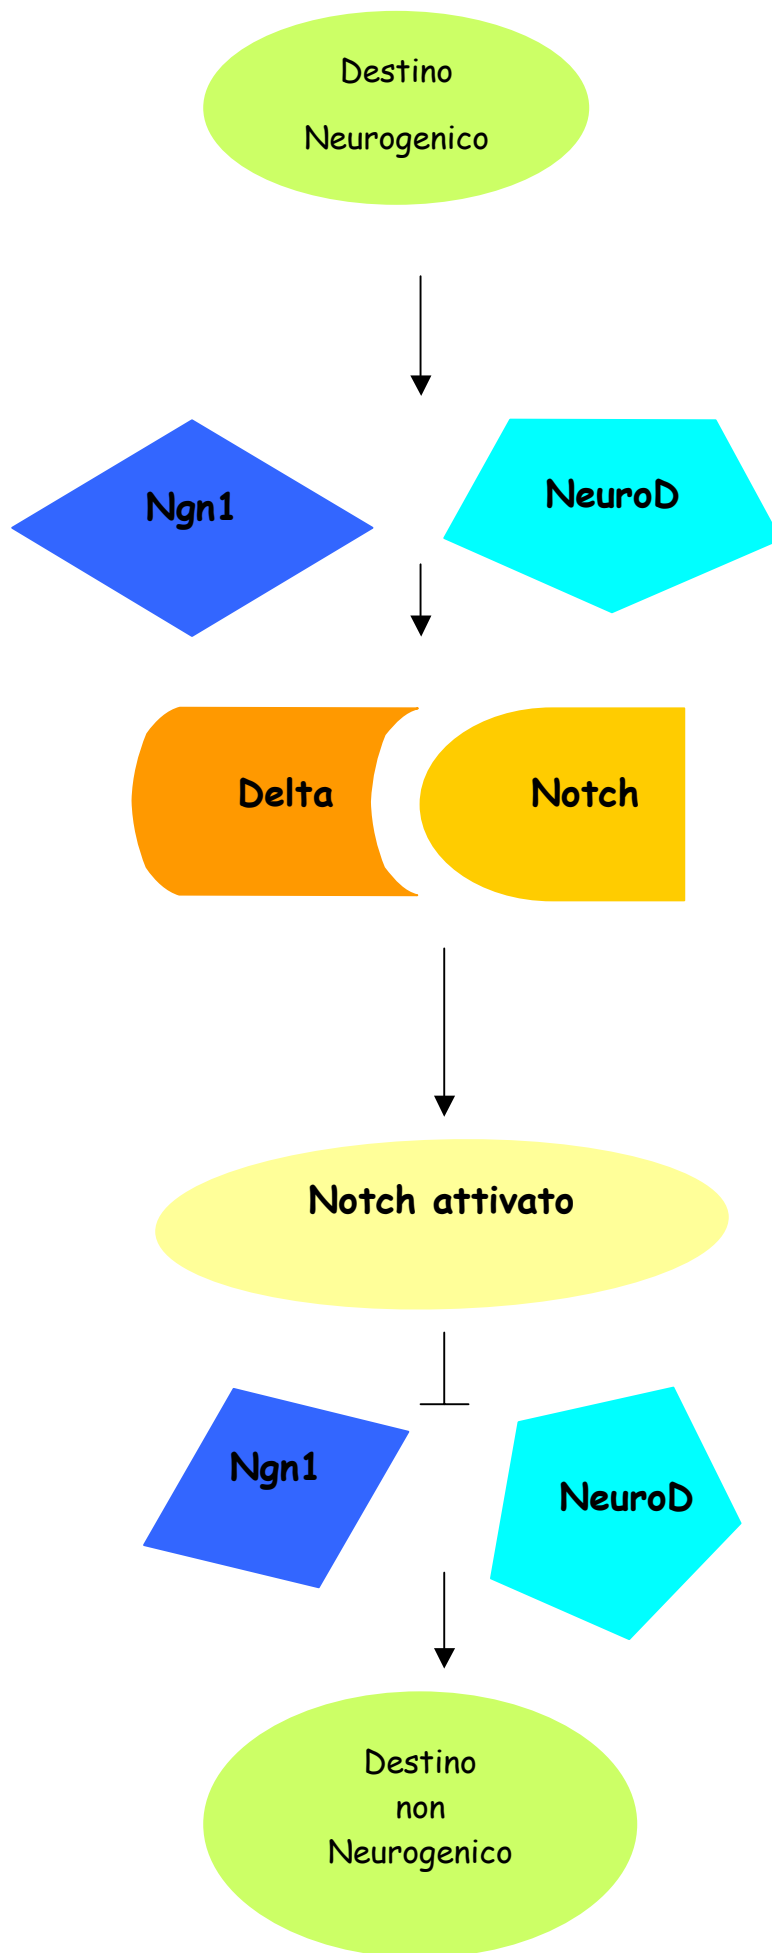 Destino
Neurogenico
Ngn1
NeuroD
Delta
Notch
Notch attivato
Ngn1
NeuroD
Destino
non
Neurogenico